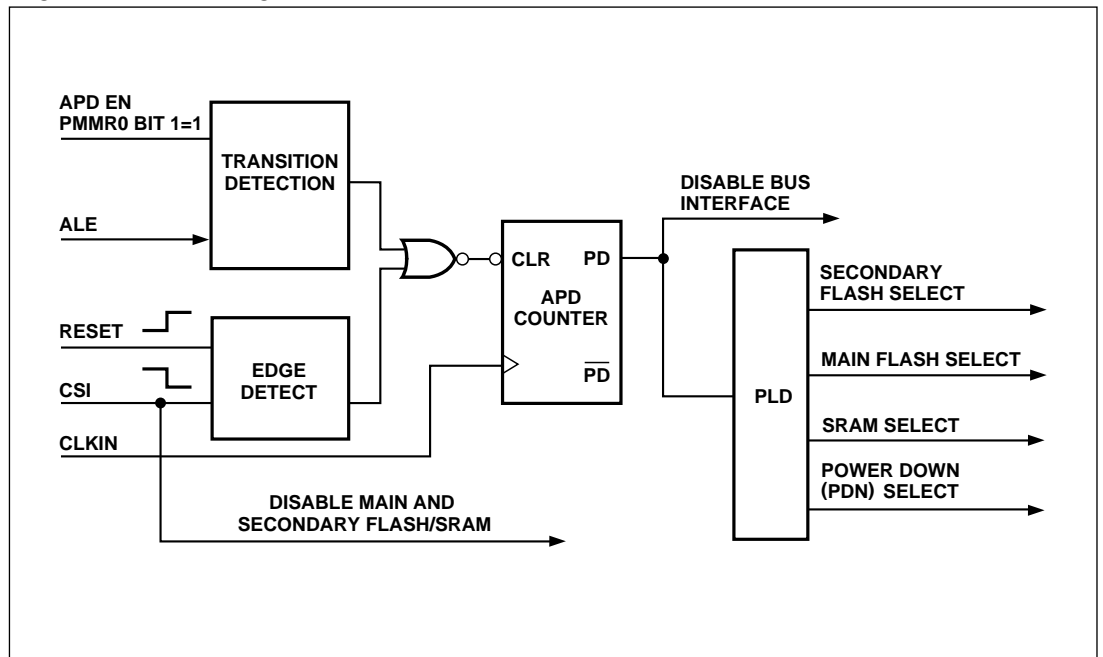 APD EN
PMMR0 BIT 1=1
TRANSITION
DETECTION
ALE
RESET
CSI
EDGE
DETECT
CLKIN
DISABLE MAIN AND
SECONDARY FLASH/SRAM
CLR
PD
APD
COUNTER
PD
DISABLE BUS
INTERFACE
PLD
SECONDARY
FLASH SELECT
MAIN FLASH SELECT
SRAM SELECT
POWER DOWN
(PDN) SELECT